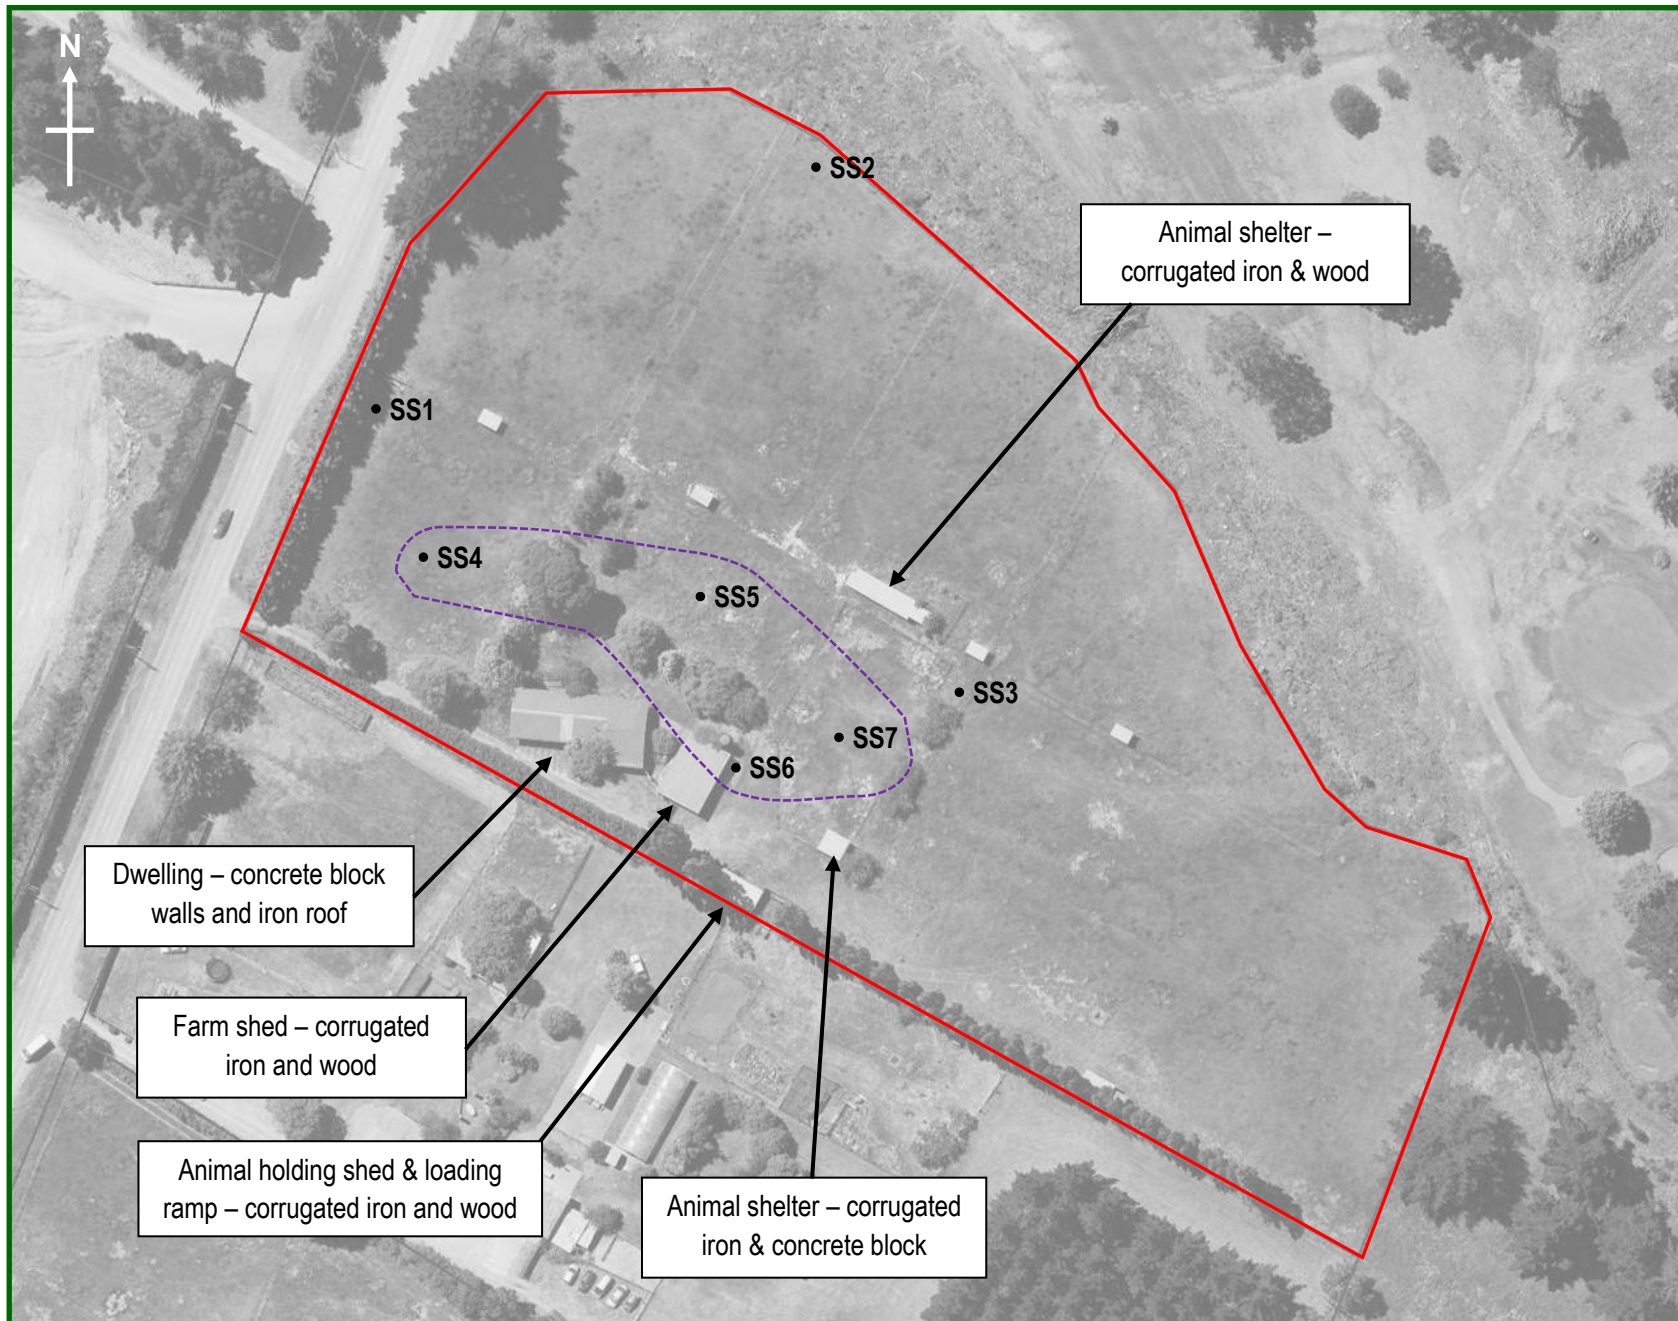 N
SS2
Animal shelter –
corrugated iron & wood
SS1
SS4
SS5
SS3
SS7
SS6
Dwelling – concrete block
walls and iron roof
Farm shed – corrugated
iron and wood
Animal holding shed & loading
ramp – corrugated iron and wood
Animal shelter – corrugated
iron & concrete block